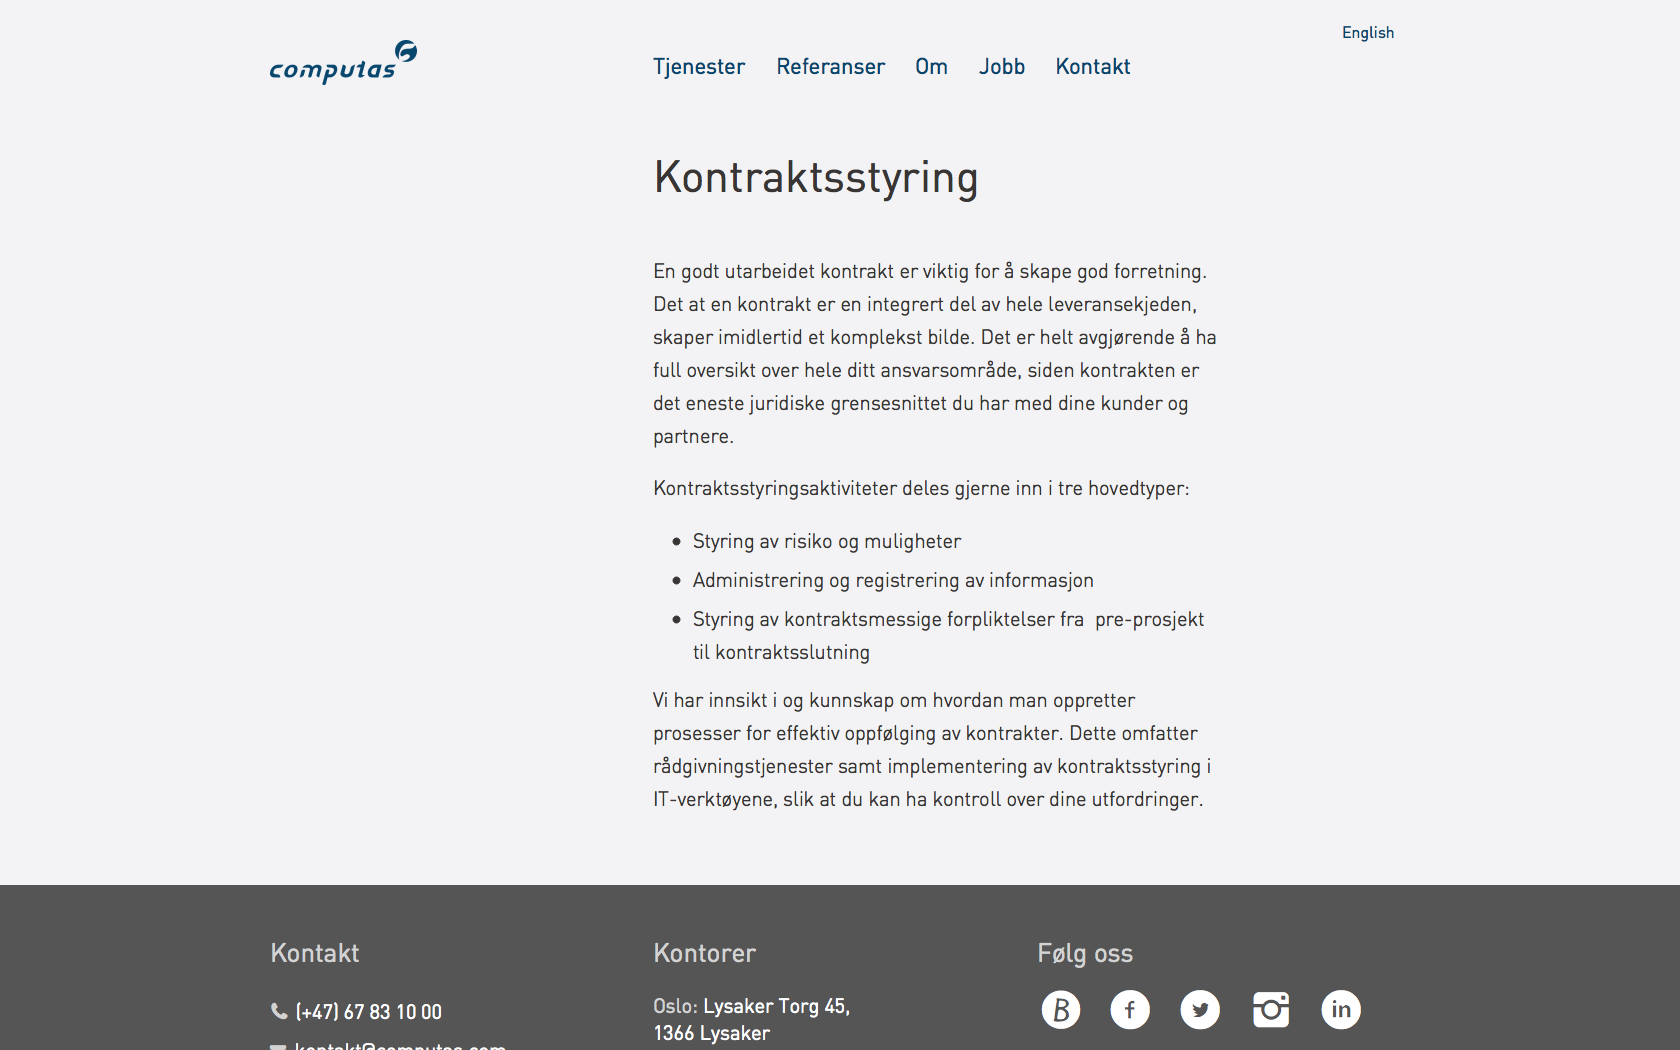 English
computas
Tjenester Referanser Om Jobb Kontakt
Kontraktsstyring
En godt utarbeidet kontrakt er viktig for å skape god forretning.
Det at en kontrakt er en integrert del av hele leveransekjeden,
skaper imidlertid et komplekst bilde. Det er helt avgjørende å ha
full oversikt over hele ditt ansvarsområde, siden kontrakten er
det eneste juridiske grensesnittet du har med dine kunder og
partnere.
Kontraktsstyringsaktiviteter deles gjerne inn i tre hovedtyper:
• Styring av risiko og muligheter
• Administrering og registrering av informasjon
• Styring av kontraktsmessige forpliktelser fra  pre-prosjekt
til kontraktsslutning
Vi har innsikt i og kunnskap om hvordan man oppretter
prosesser for effektiv oppfølging av kontrakter. Dette omfatter
rådgivningstjenester samt implementering av kontraktsstyring i
IT-verktøyene, slik at du kan ha kontroll over dine utfordringer.
Kontakt
(+47) 67 83 10 00
kontakt@computas.com
Kontorer
Oslo: Lysaker Torg 45,
1366 Lysaker
Følg oss
B f in